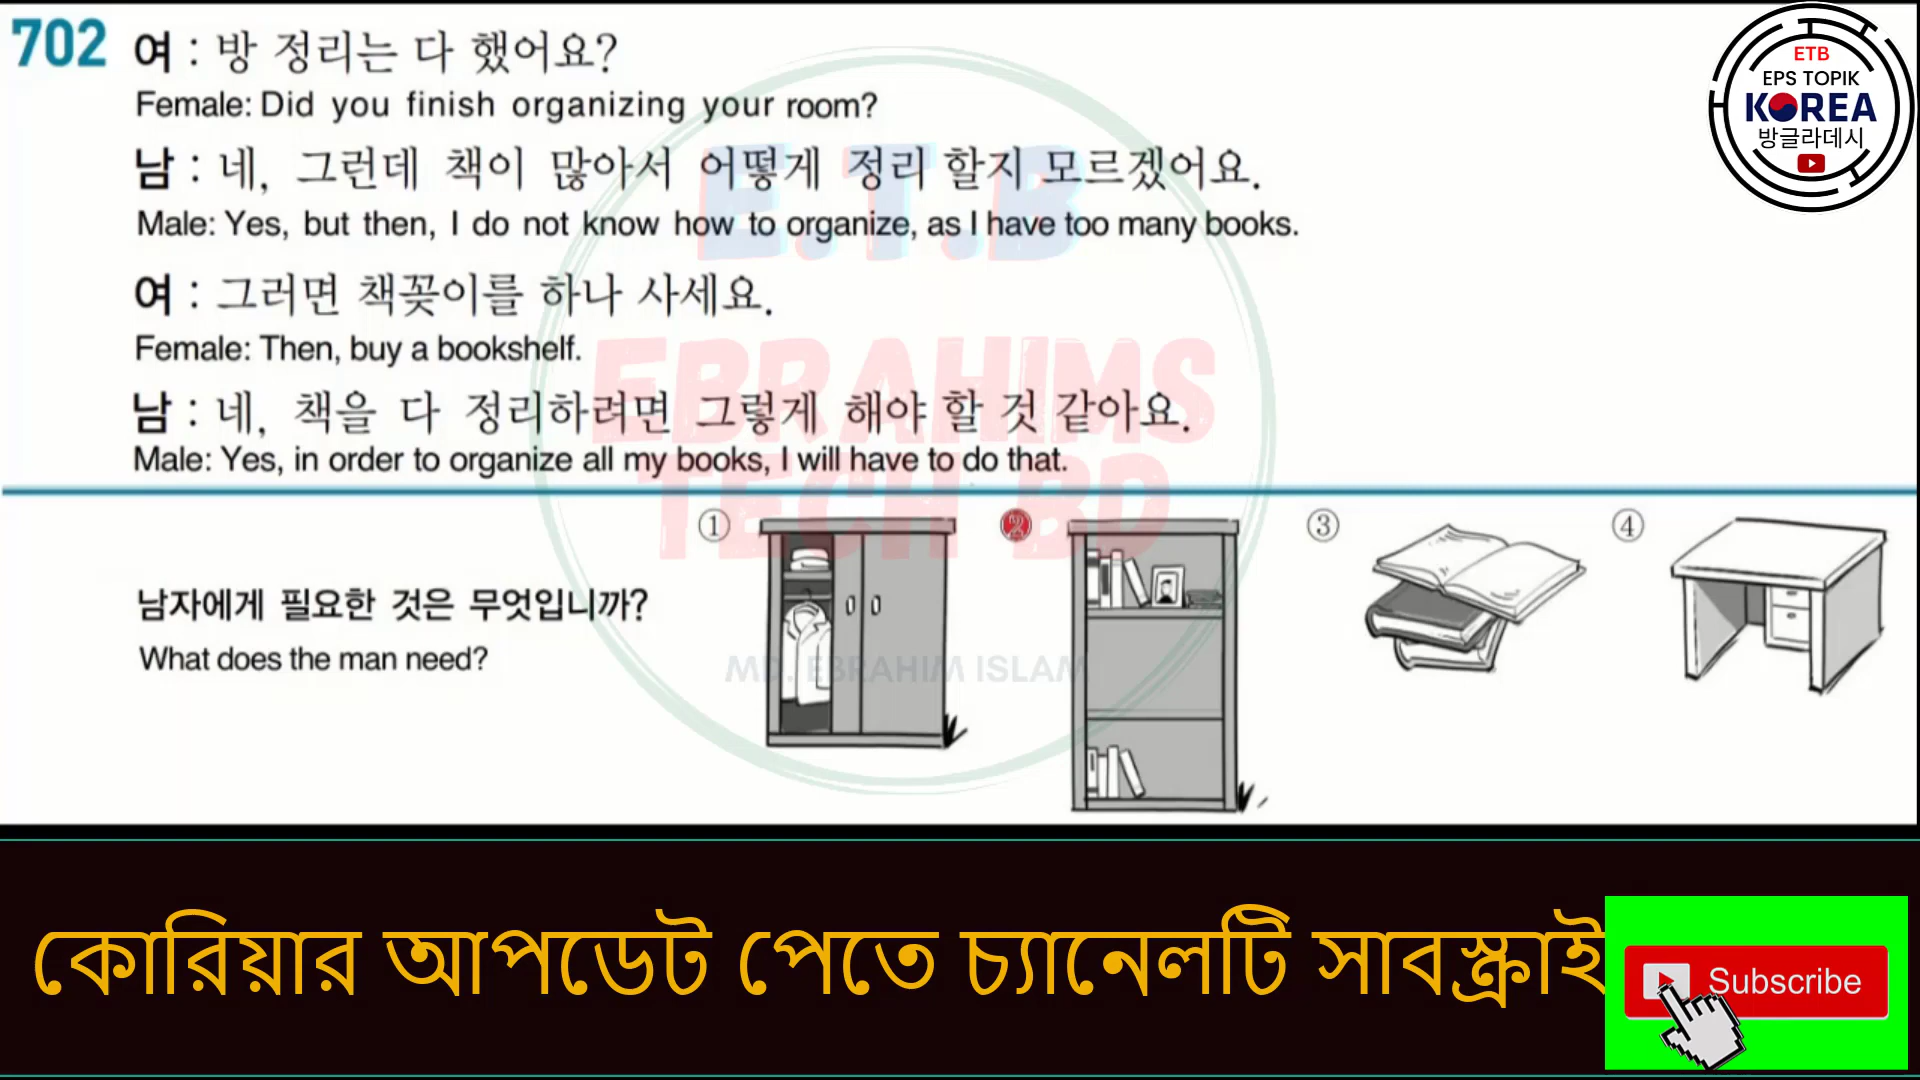 702
여 : 방 정리는 다 했어요?
Female: Did you finish organizing your room?
남 : 네, 그런데 책이 많아서 어떻게 정리 할지 모르겠어요.
Male: Yes, but then, I do not know how to organize, as I have too many books.
여 : 그러면 책꽂이를 하나 사세요.
Female: Then, buy a bookshelf.
남 : 네, 책을 다 정리하려면 그렇게 해야 할 것 같아요.
Male: Yes, in order to organize all my books, I will have to do that.
ETB
EPS TOPIK
KOREA
방글라데시
E.T.B
EBRAHIMS
TECH BD
MD. EBRAHIM ISLAM
① ② ③ ④
남자에게 필요한 것은 무엇입니까?
What does the man need?
কোরিয়ার আপডেট পেতে চ্যানেলটি সাবস্ক্রাই
Subscribe